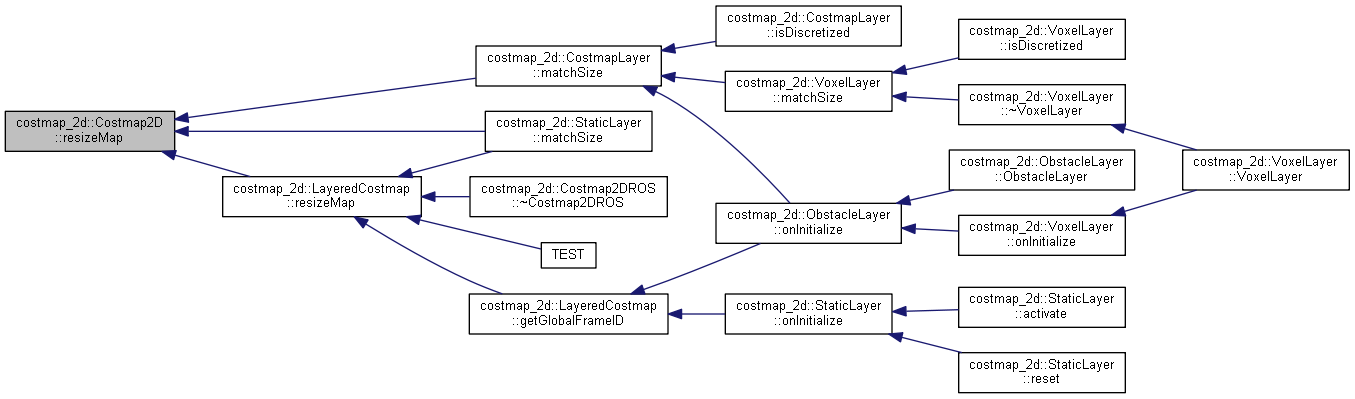 costmap_2d::Costmap2D
::resizeMap
costmap_2d::CostmapLayer
::matchSize
costmap_2d::StaticLayer
::matchSize
costmap_2d::LayeredCostmap
::resizeMap
costmap_2d::Costmap2DROS
::~Costmap2DROS
TEST
costmap_2d::LayeredCostmap
::getGlobalFrameID
costmap_2d::CostmapLayer
::isDiscretized
costmap_2d::VoxelLayer
::matchSize
costmap_2d::ObstacleLayer
::onInitialize
costmap_2d::StaticLayer
::onInitialize
costmap_2d::VoxelLayer
::isDiscretized
costmap_2d::VoxelLayer
::~VoxelLayer
costmap_2d::ObstacleLayer
::ObstacleLayer
costmap_2d::VoxelLayer
::onInitialize
costmap_2d::StaticLayer
::activate
costmap_2d::StaticLayer
::reset
costmap_2d::VoxelLayer
::VoxelLayer